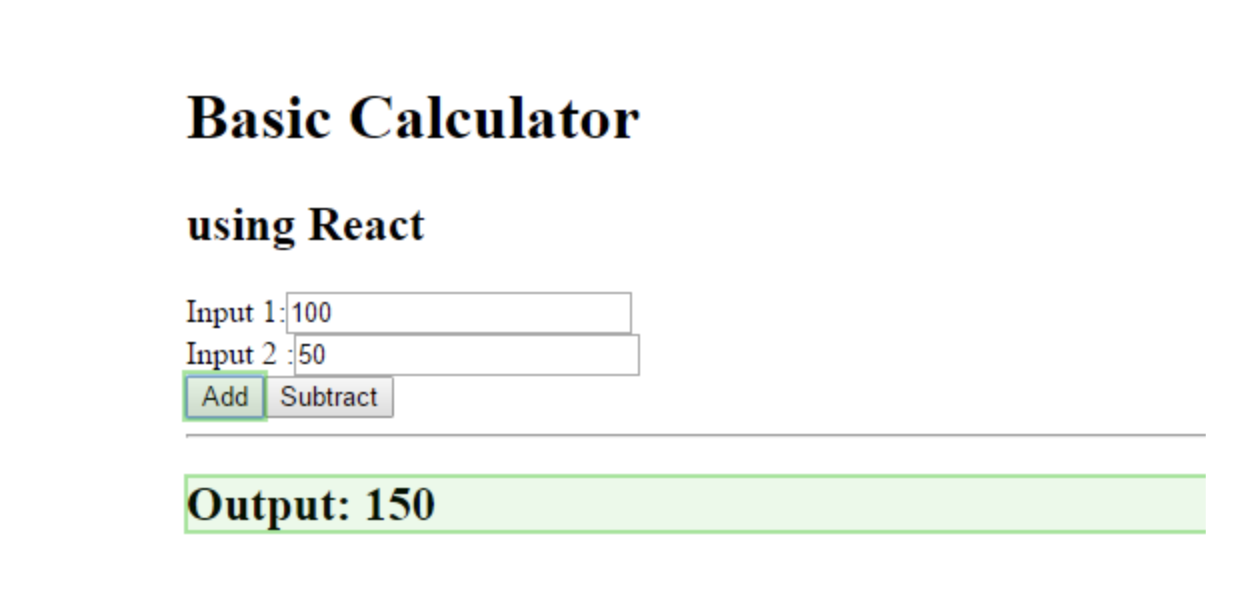 Basic Calculator
using React
Input 1:100
Input 2 :50
Add Subtract
Output: 150